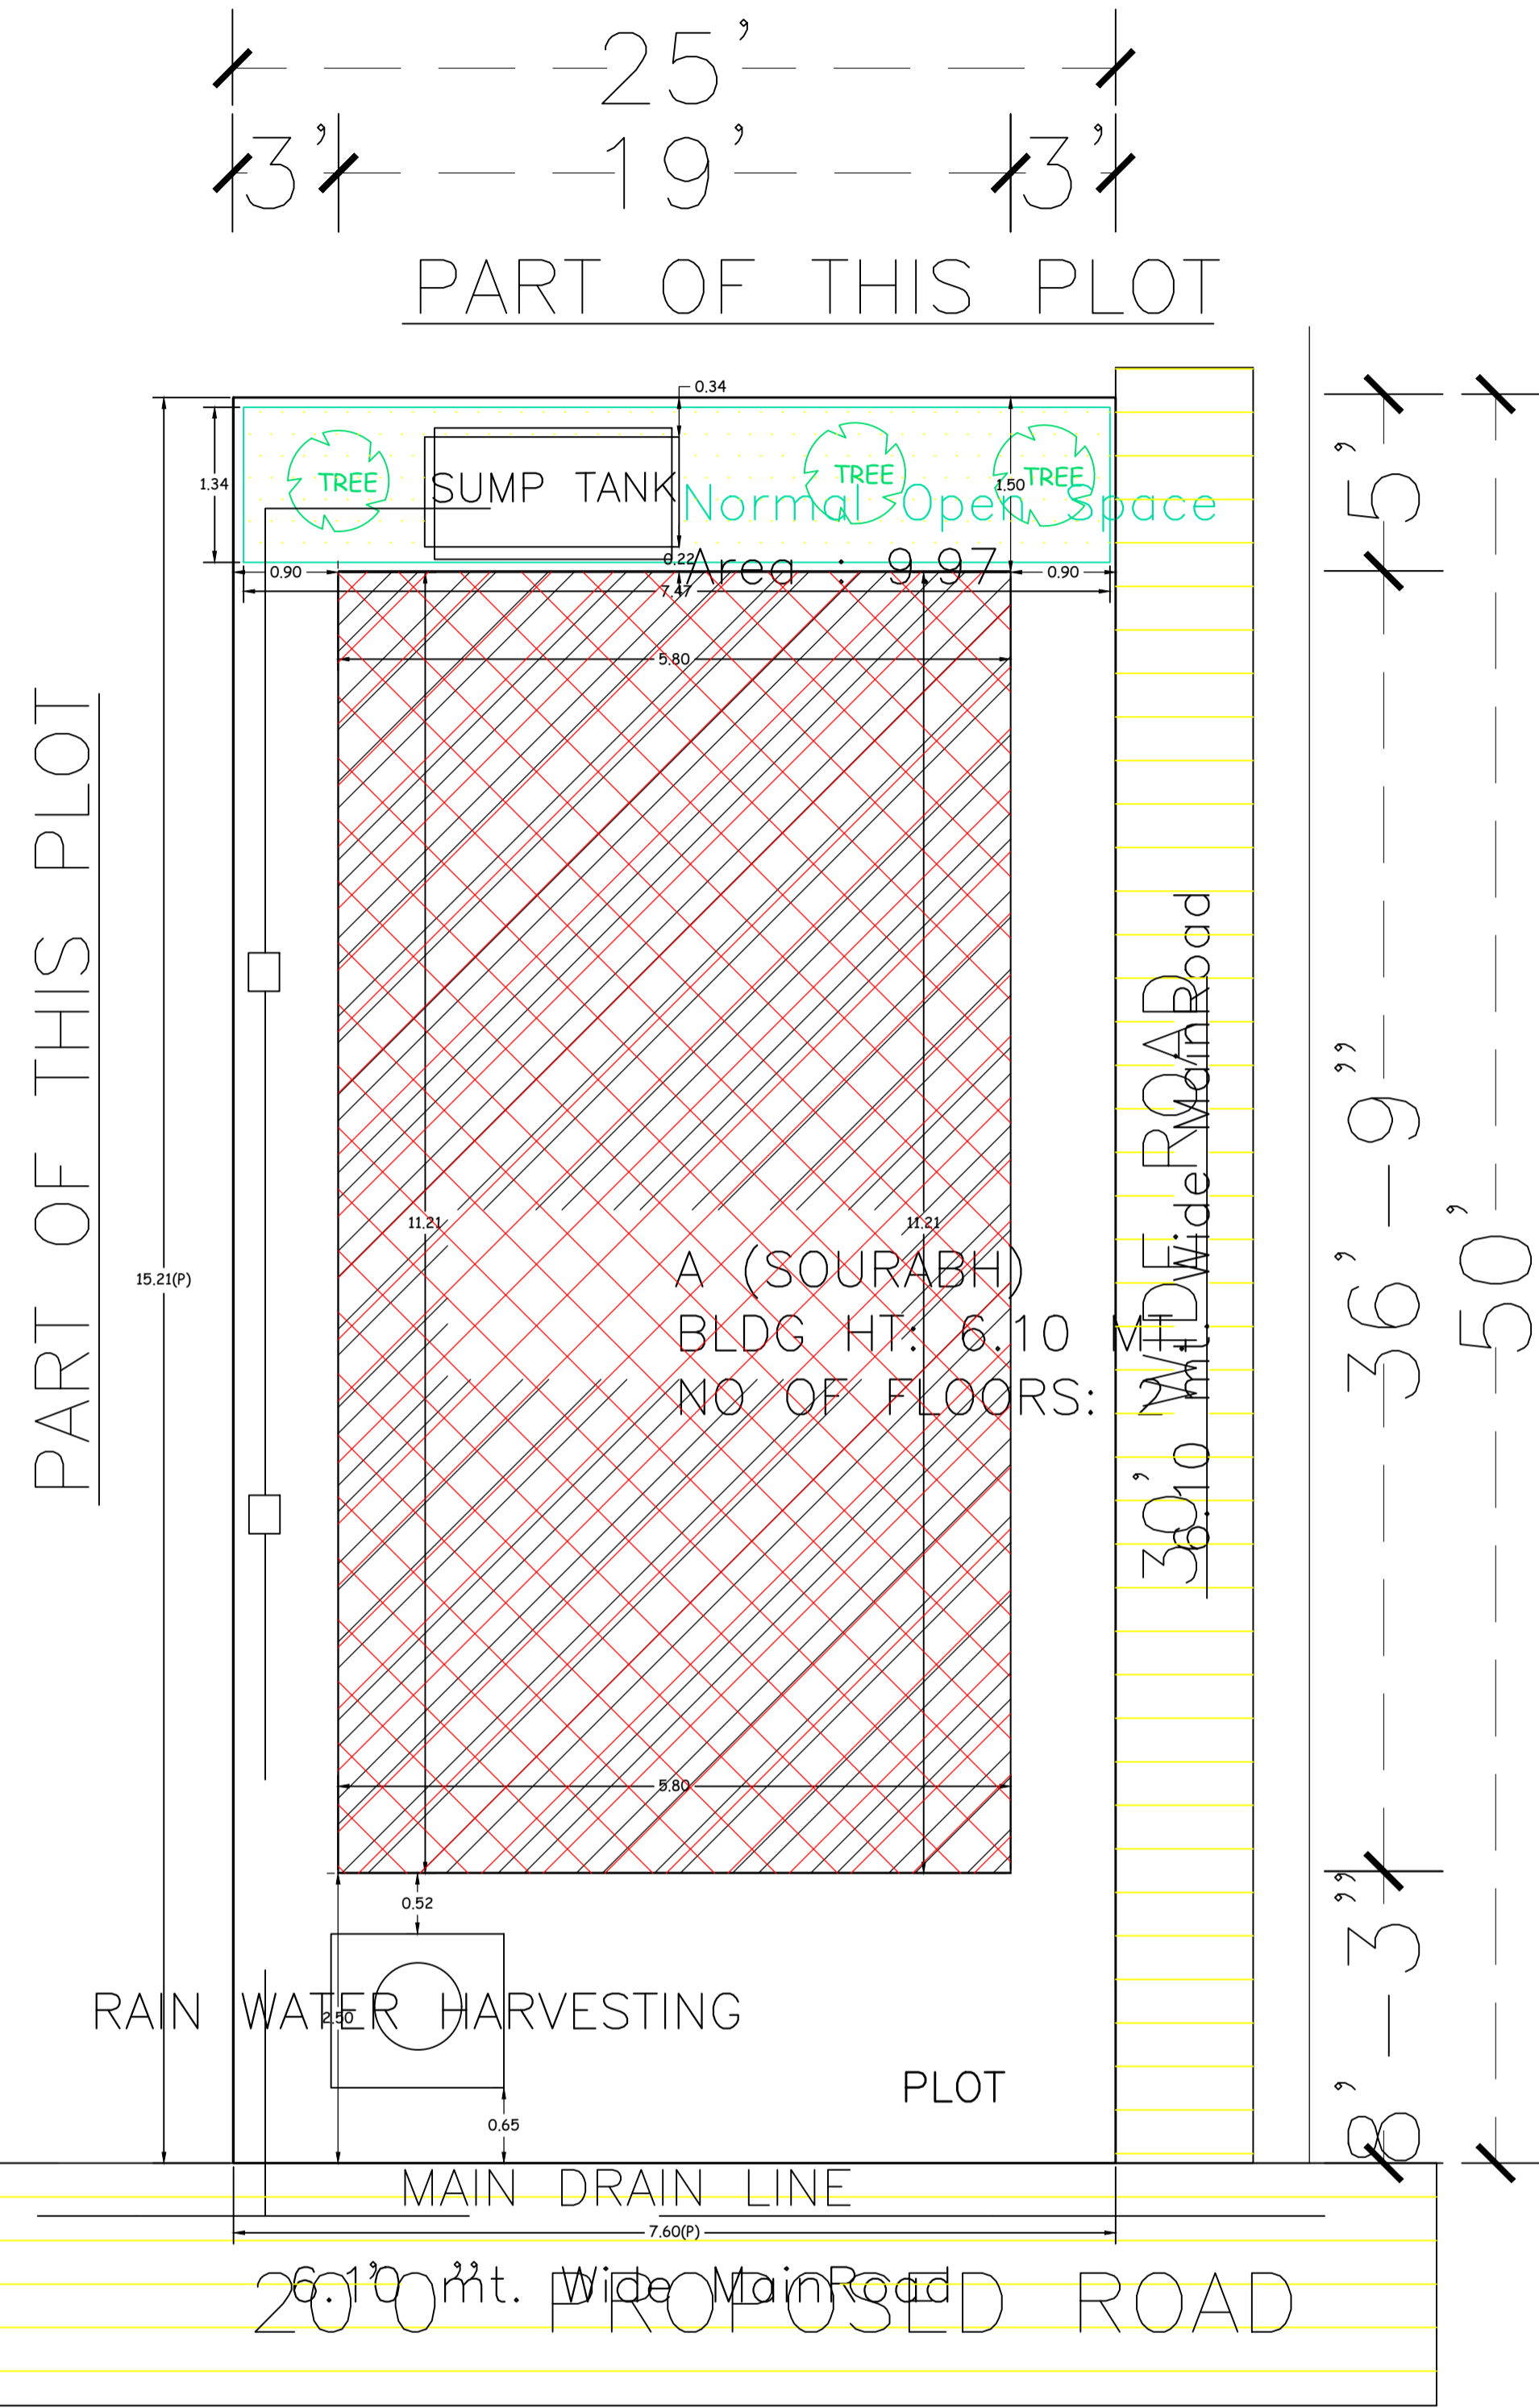 25'
3'
19'
3'
PART OF THIS PLOT
0.34
TREE
TREE
TREE
1.34
SUMP TANK
1.50
Normal Open Space
0.22
Area : 9.97
0.90
0.90
7.47
5.80
5'
PART OF THIS PLOT
11.21
11.21
15.21(P)
A (SOURABH)
BLDG HT: 6.10 MT.
NO OF FLOORS: 2
30' WIDE ROAD
6.10 mt. Wide MainRoad
36'-9"
50'
5.80
0.52
RAIN WATER HARVESTING
2.50
PLOT
0.65
8'-3"
MAIN DRAIN LINE
7.60(P)
6.10 mt. Wide MainRoad
20'0" PROPOSED ROAD